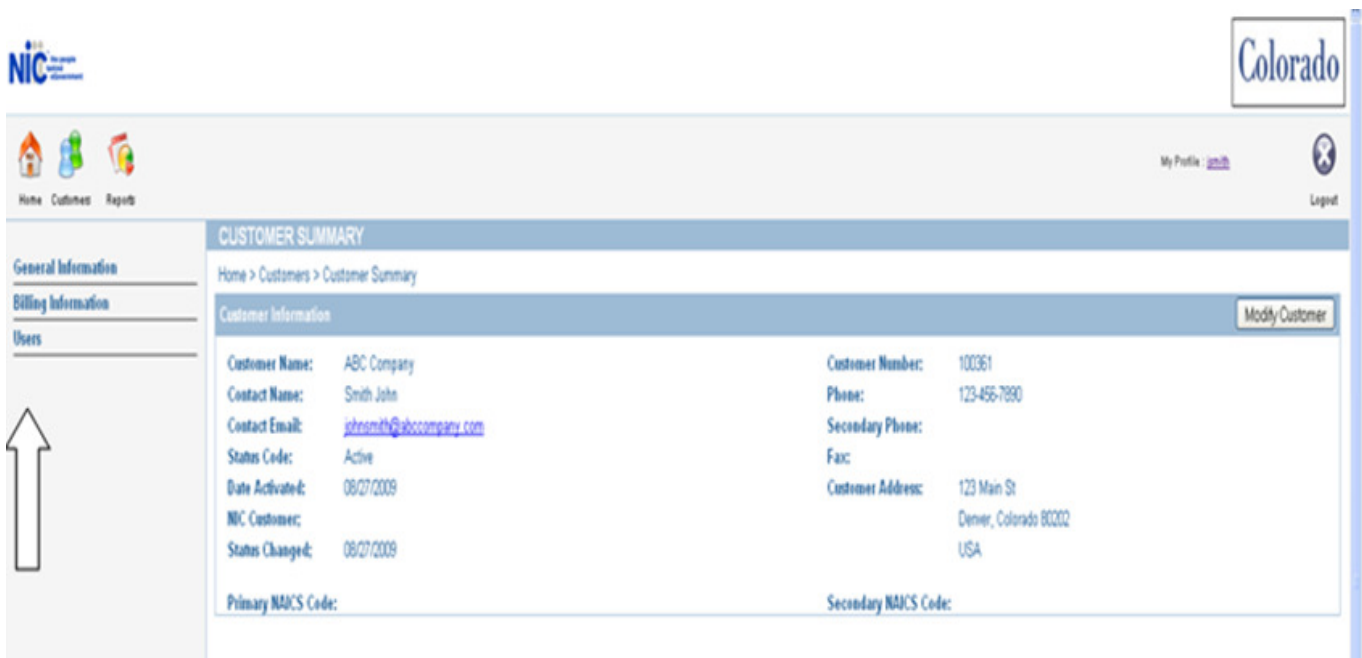 NIC
Colorado
Home Customers Reports
My Profile : jsmith
Logout
General Information
Billing Information
Users
CUSTOMER SUMMARY
Home > Customers > Customer Summary
Customer Information
Modify Customer
Customer Name: ABC Company
Customer Number: 100361
Contact Name: Smith John
Phone: 123-456-7890
Contact Email: johnsmith@abccompany.com
Secondary Phone:
Status Code: Active
Fax:
Date Activated: 08/27/2009
Customer Address: 123 Main St
NIC Customer:
Denver, Colorado 80202
Status Changed: 08/27/2009
USA
Primary NAICS Code:
Secondary NAICS Code: